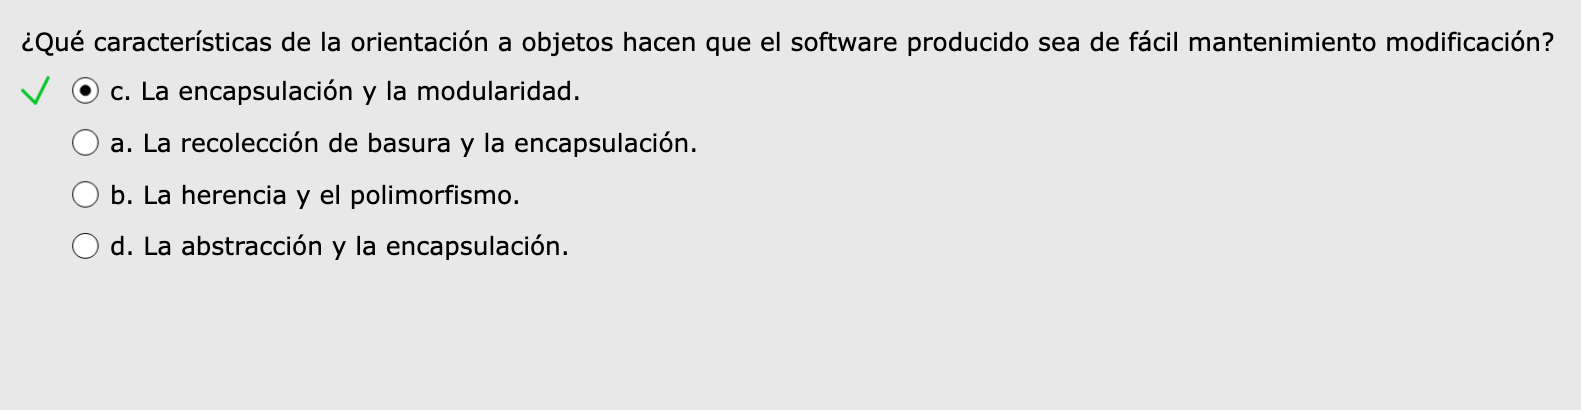 ¿Qué características de la orientación a objetos hacen que el software producido sea de fácil mantenimiento modificación?
c. La encapsulación y la modularidad.
a. La recolección de basura y la encapsulación.
b. La herencia y el polimorfismo.
d. La abstracción y la encapsulación.